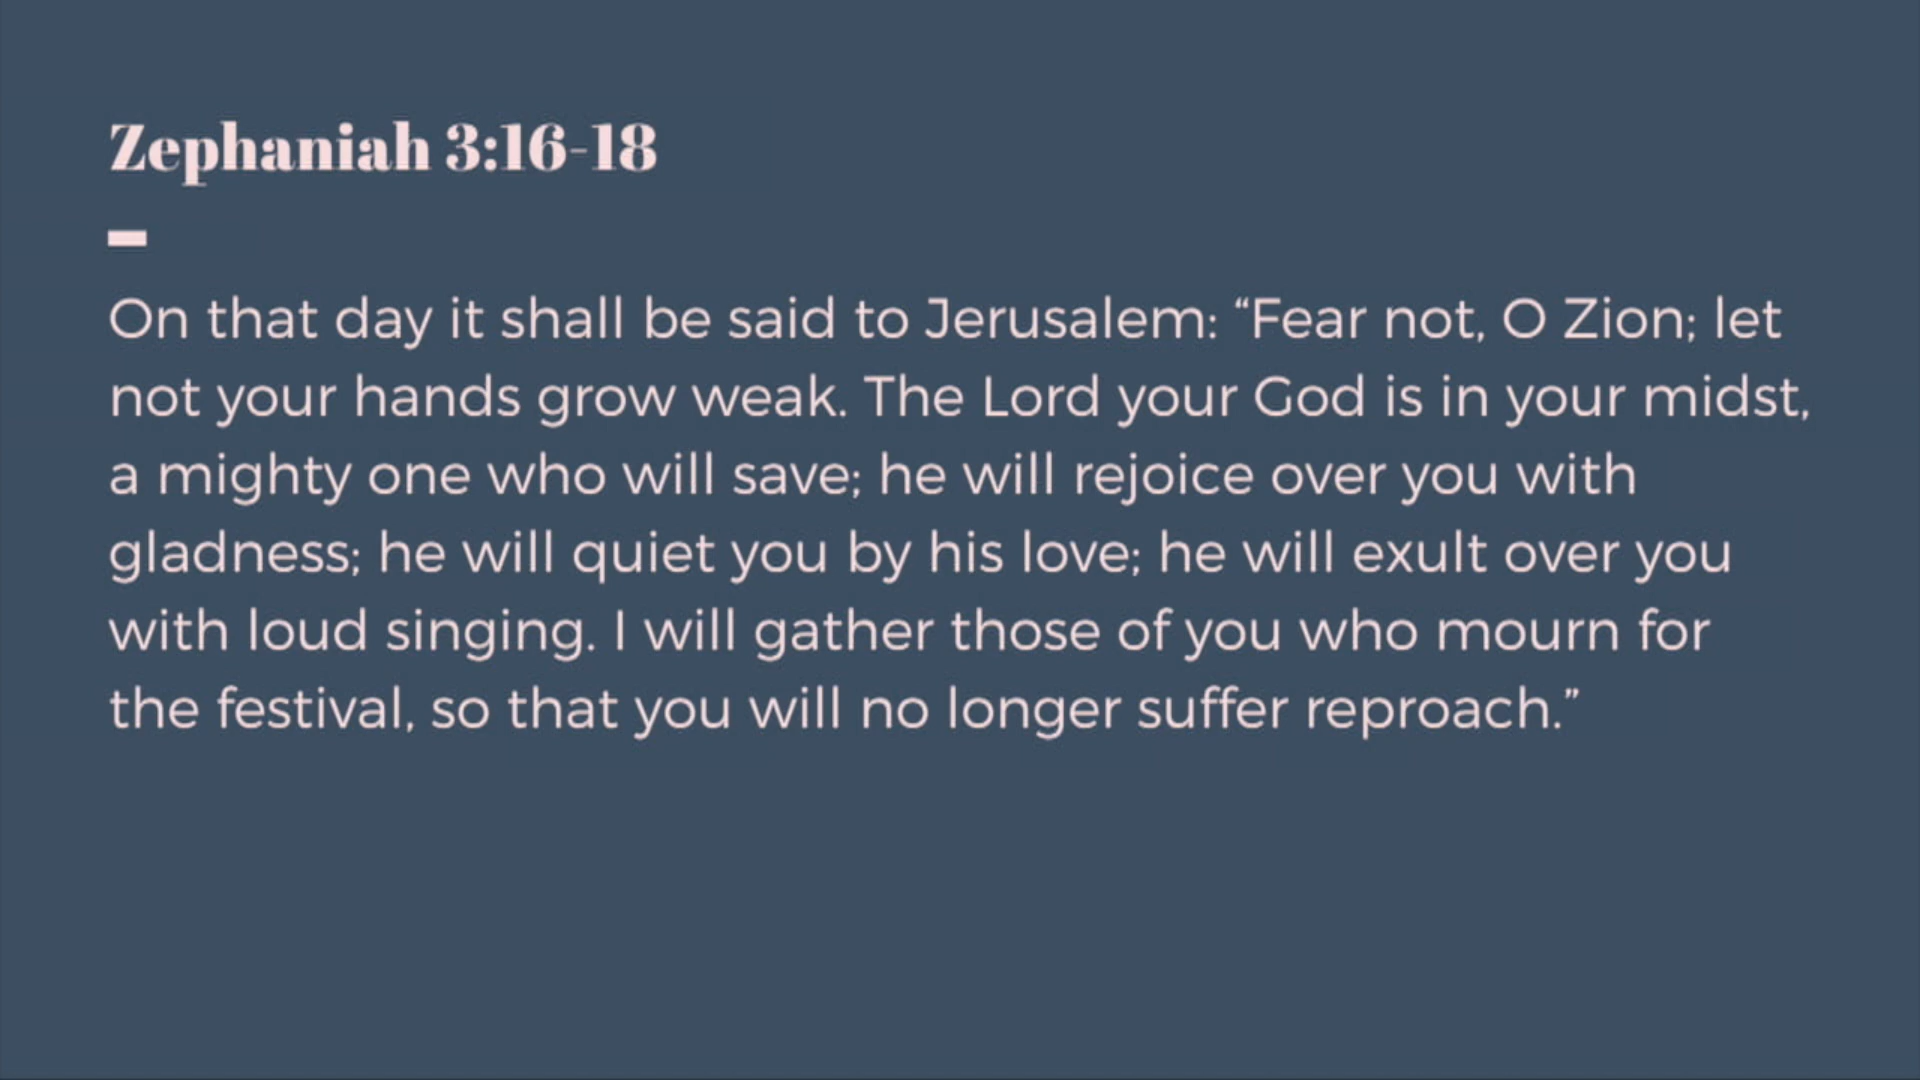 Zephaniah 3:16-18
On that day it shall be said to Jerusalem: “Fear not, O Zion; let
not your hands grow weak. The Lord your God is in your midst,
a mighty one who will save; he will rejoice over you with
gladness; he will quiet you by his love; he will exult over you
with loud singing. I will gather those of you who mourn for
the festival, so that you will no longer suffer reproach.”